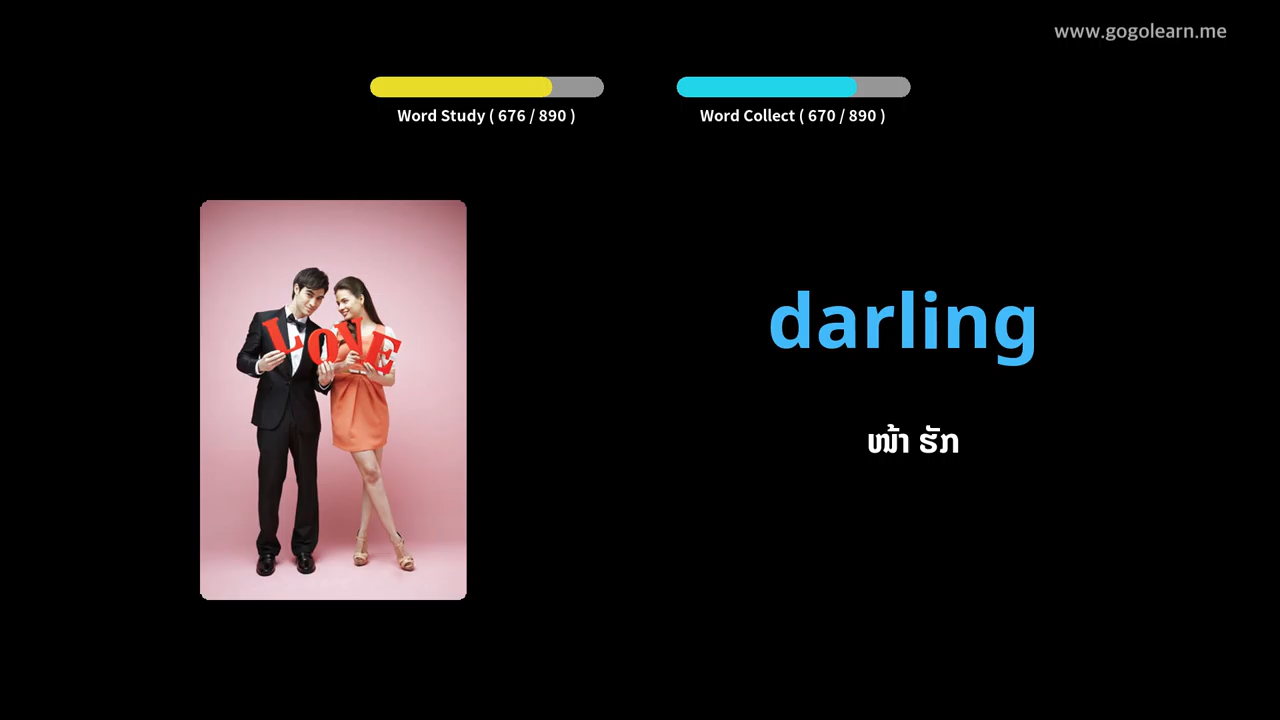 www.gogolearn.me
Word Study ( 676 / 890 )
Word Collect ( 670 / 890 )
LOVE
darling
ໜ້າ ຮັກ